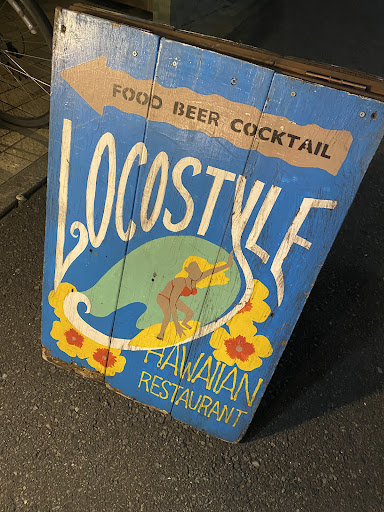 FOOD BEER COCKTAIL
LOCOSTYLE
HAWAIIAN
RESTAURANT